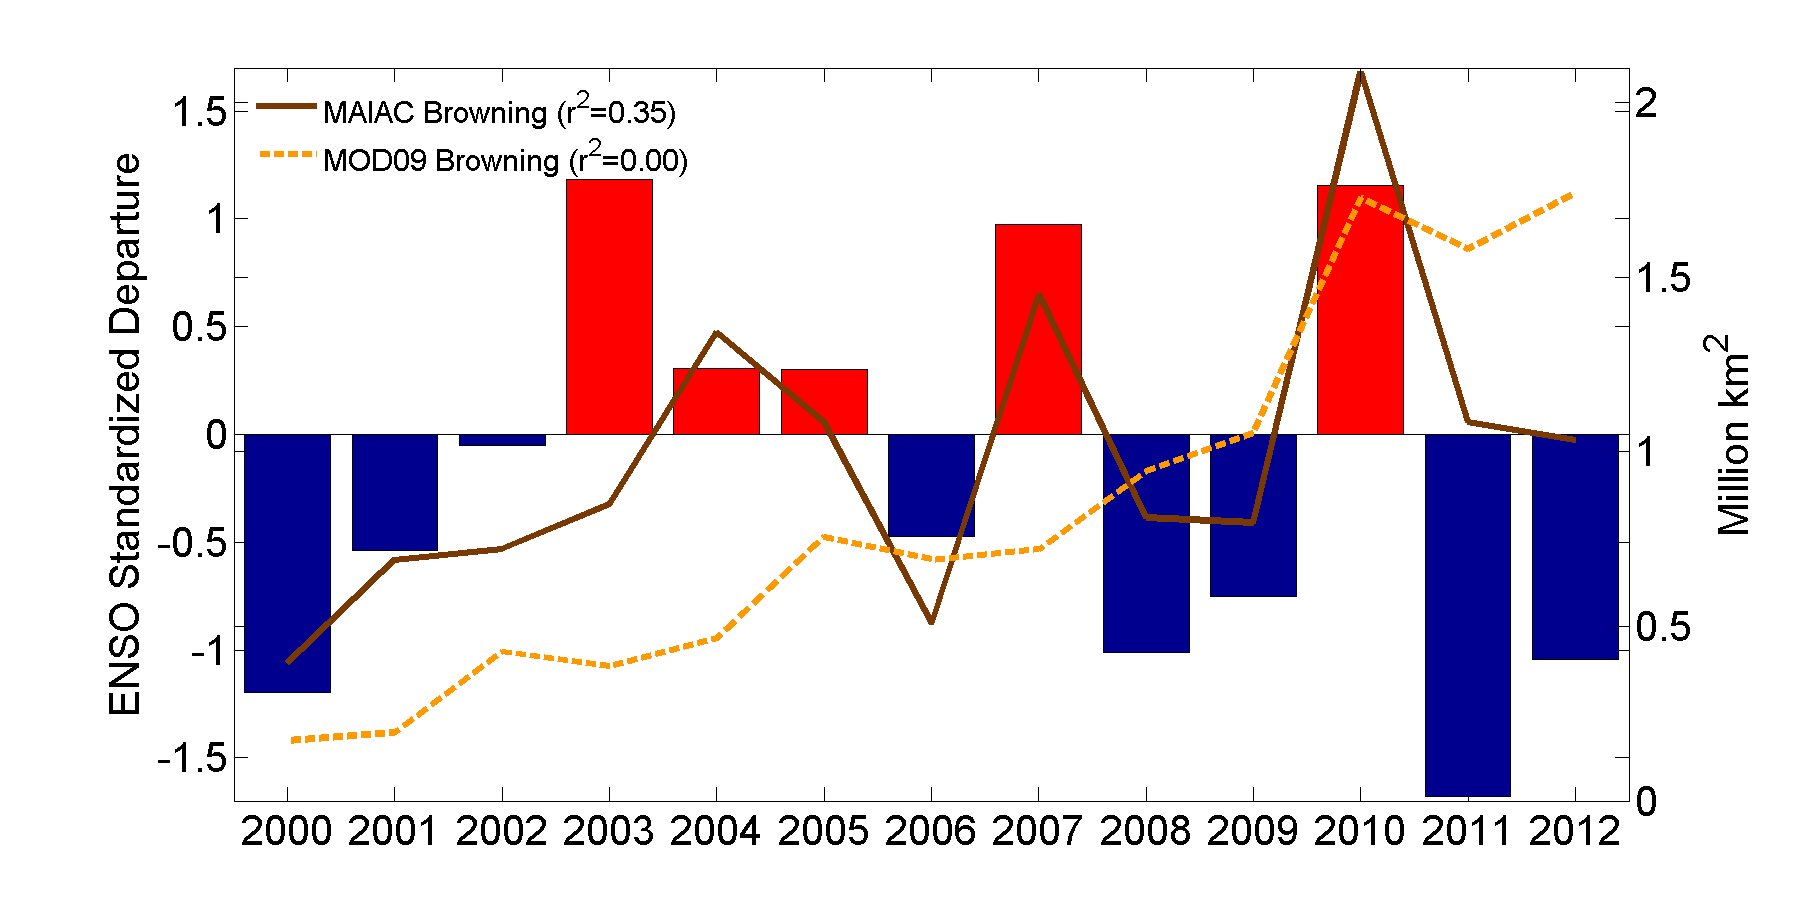 MAIAC Browning (r²=0.35)
MOD09 Browning (r²=0.00)
ENSO Standardized Departure
1.5
1
0.5
0
-0.5
-1
-1.5
2
1.5
1
0.5
0
Million km²
2000 2001 2002 2003 2004 2005 2006 2007 2008 2009 2010 2011 2012